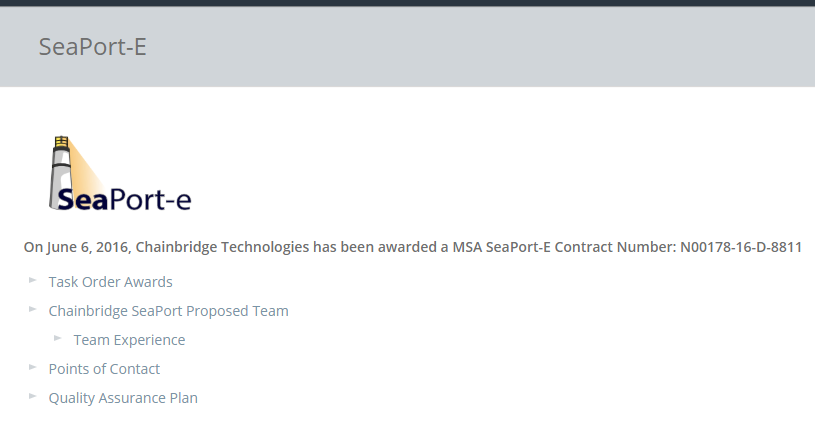 SeaPort-E
SeaPort-e
On June 6, 2016, Chainbridge Technologies has been awarded a MSA SeaPort-E Contract Number: N00178-16-D-8811
Task Order Awards
Chainbridge SeaPort Proposed Team
Team Experience
Points of Contact
Quality Assurance Plan